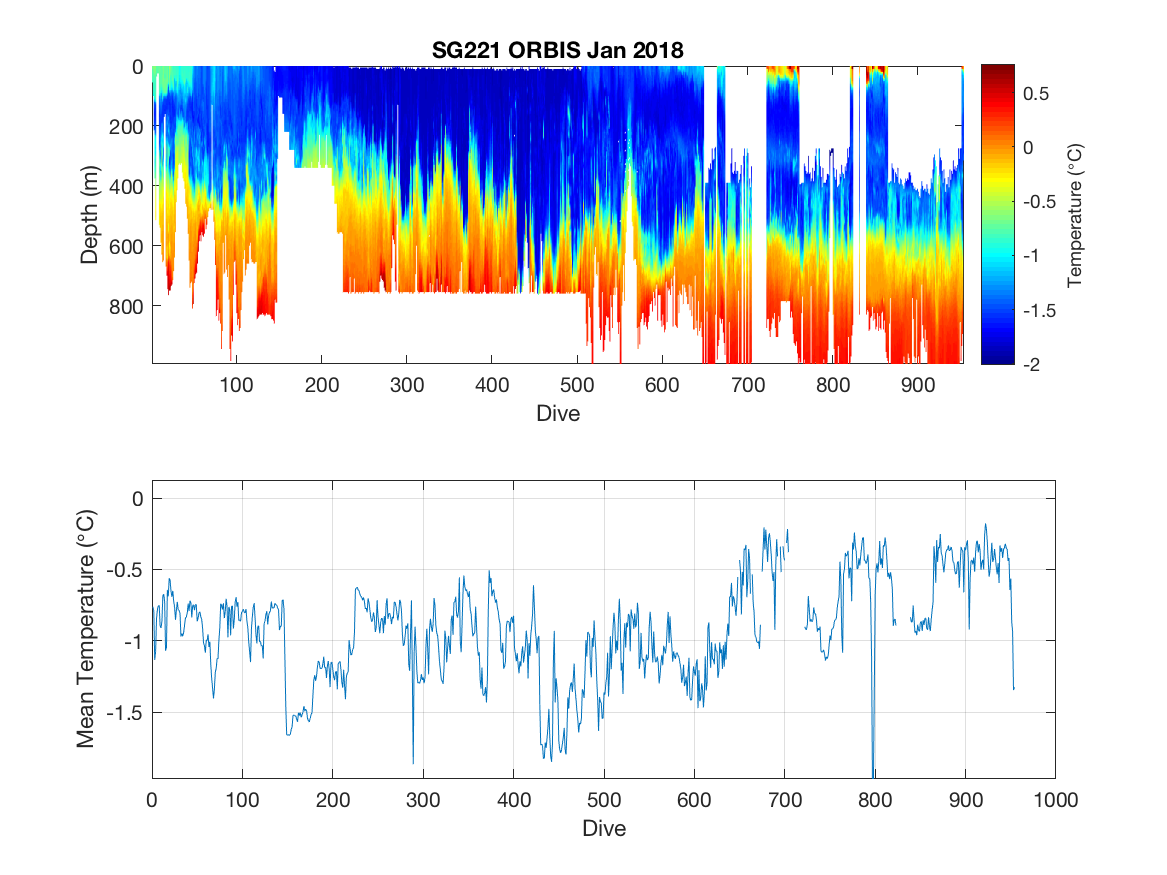 SG221 ORBIS Jan 2018
0
200
400
600
800
Depth (m)
100 200 300 400 500 600 700 800 900
Dive
0.5
0
-0.5
-1
-1.5
-2
Temperature (°C)
0
-0.5
-1
-1.5
Mean Temperature (°C)
0 100 200 300 400 500 600 700 800 900 1000
Dive